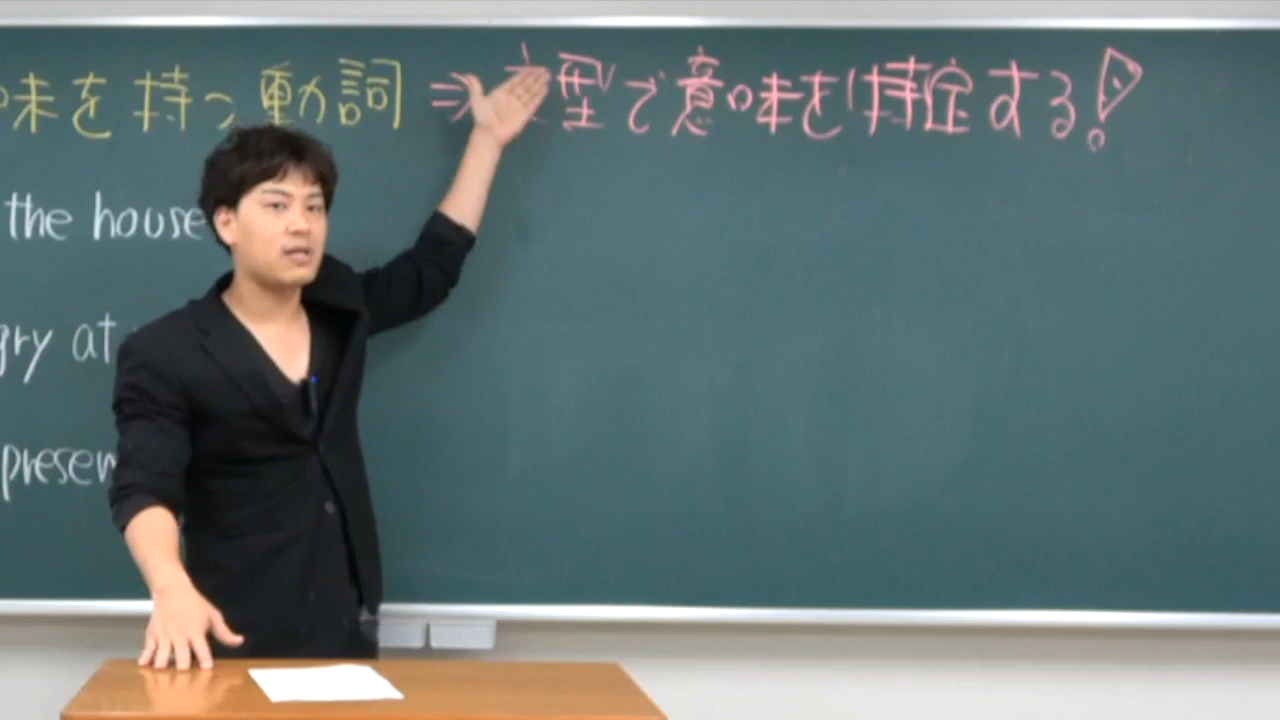 味を持つ動詞 ⇒ 文型で意味を特定する!
the house
gry at
presen